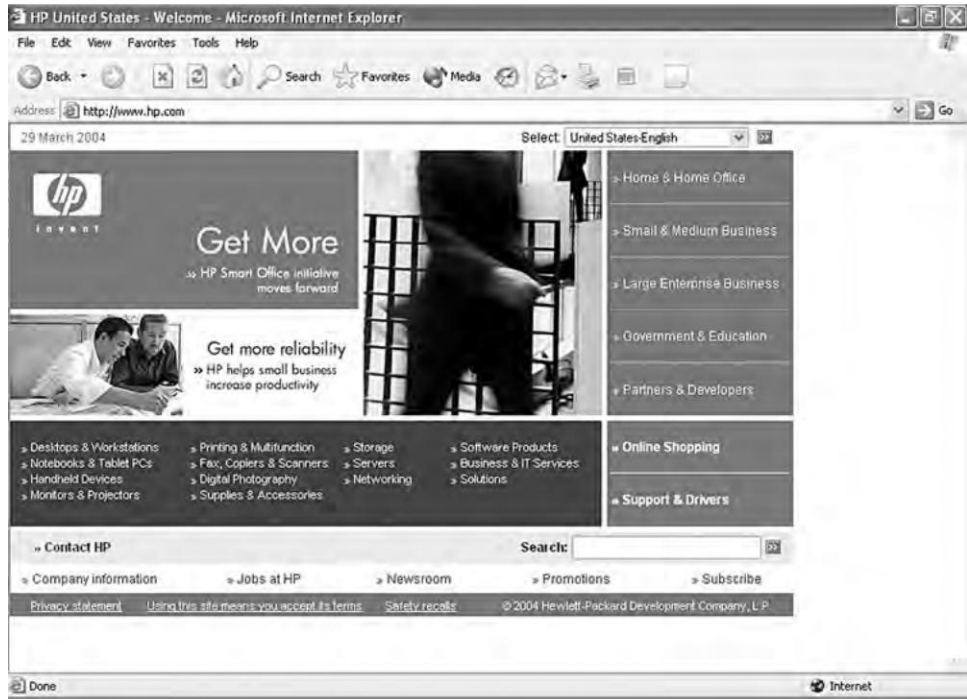 HP United States - Welcome - Microsoft Internet Explorer
File Edit View Favorites Tools Help
Back Search Favorites Media
Address http://www.hp.com Go
29 March 2004 Select: United States-English
hp
invent
Get More
» HP Smart Office initiative
moves forward
Get more reliability
» HP helps small business
increase productivity
» Home & Home Office
» Small & Medium Business
» Large Enterprise Business
» Government & Education
» Partners & Developers
» Desktops & Workstations » Printing & Multifunction » Storage » Software Products
» Notebooks & Tablet PCs » Fax, Copiers & Scanners » Servers » Business & IT Services
» Handheld Devices » Digital Photography » Networking » Solutions
» Monitors & Projectors » Supplies & Accessories
» Online Shopping
» Support & Drivers
» Contact HP Search:
» Company information » Jobs at HP » Newsroom » Promotions » Subscribe
Privacy statement Using this site means you accept its terms Safety recalls © 2004 Hewlett-Packard Development Company, L.P.
Done Internet